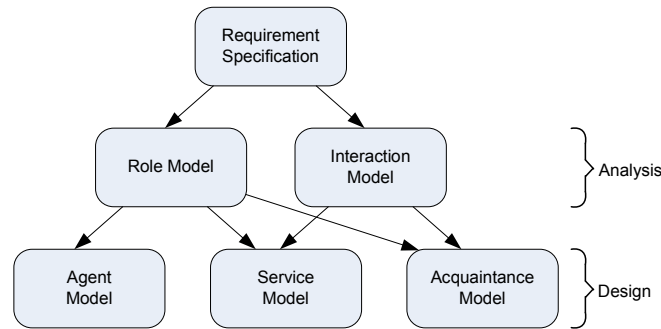 Requirement
Specification
Role Model
Interaction
Model
Analysis
Agent
Model
Service
Model
Acquaintance
Model
Design